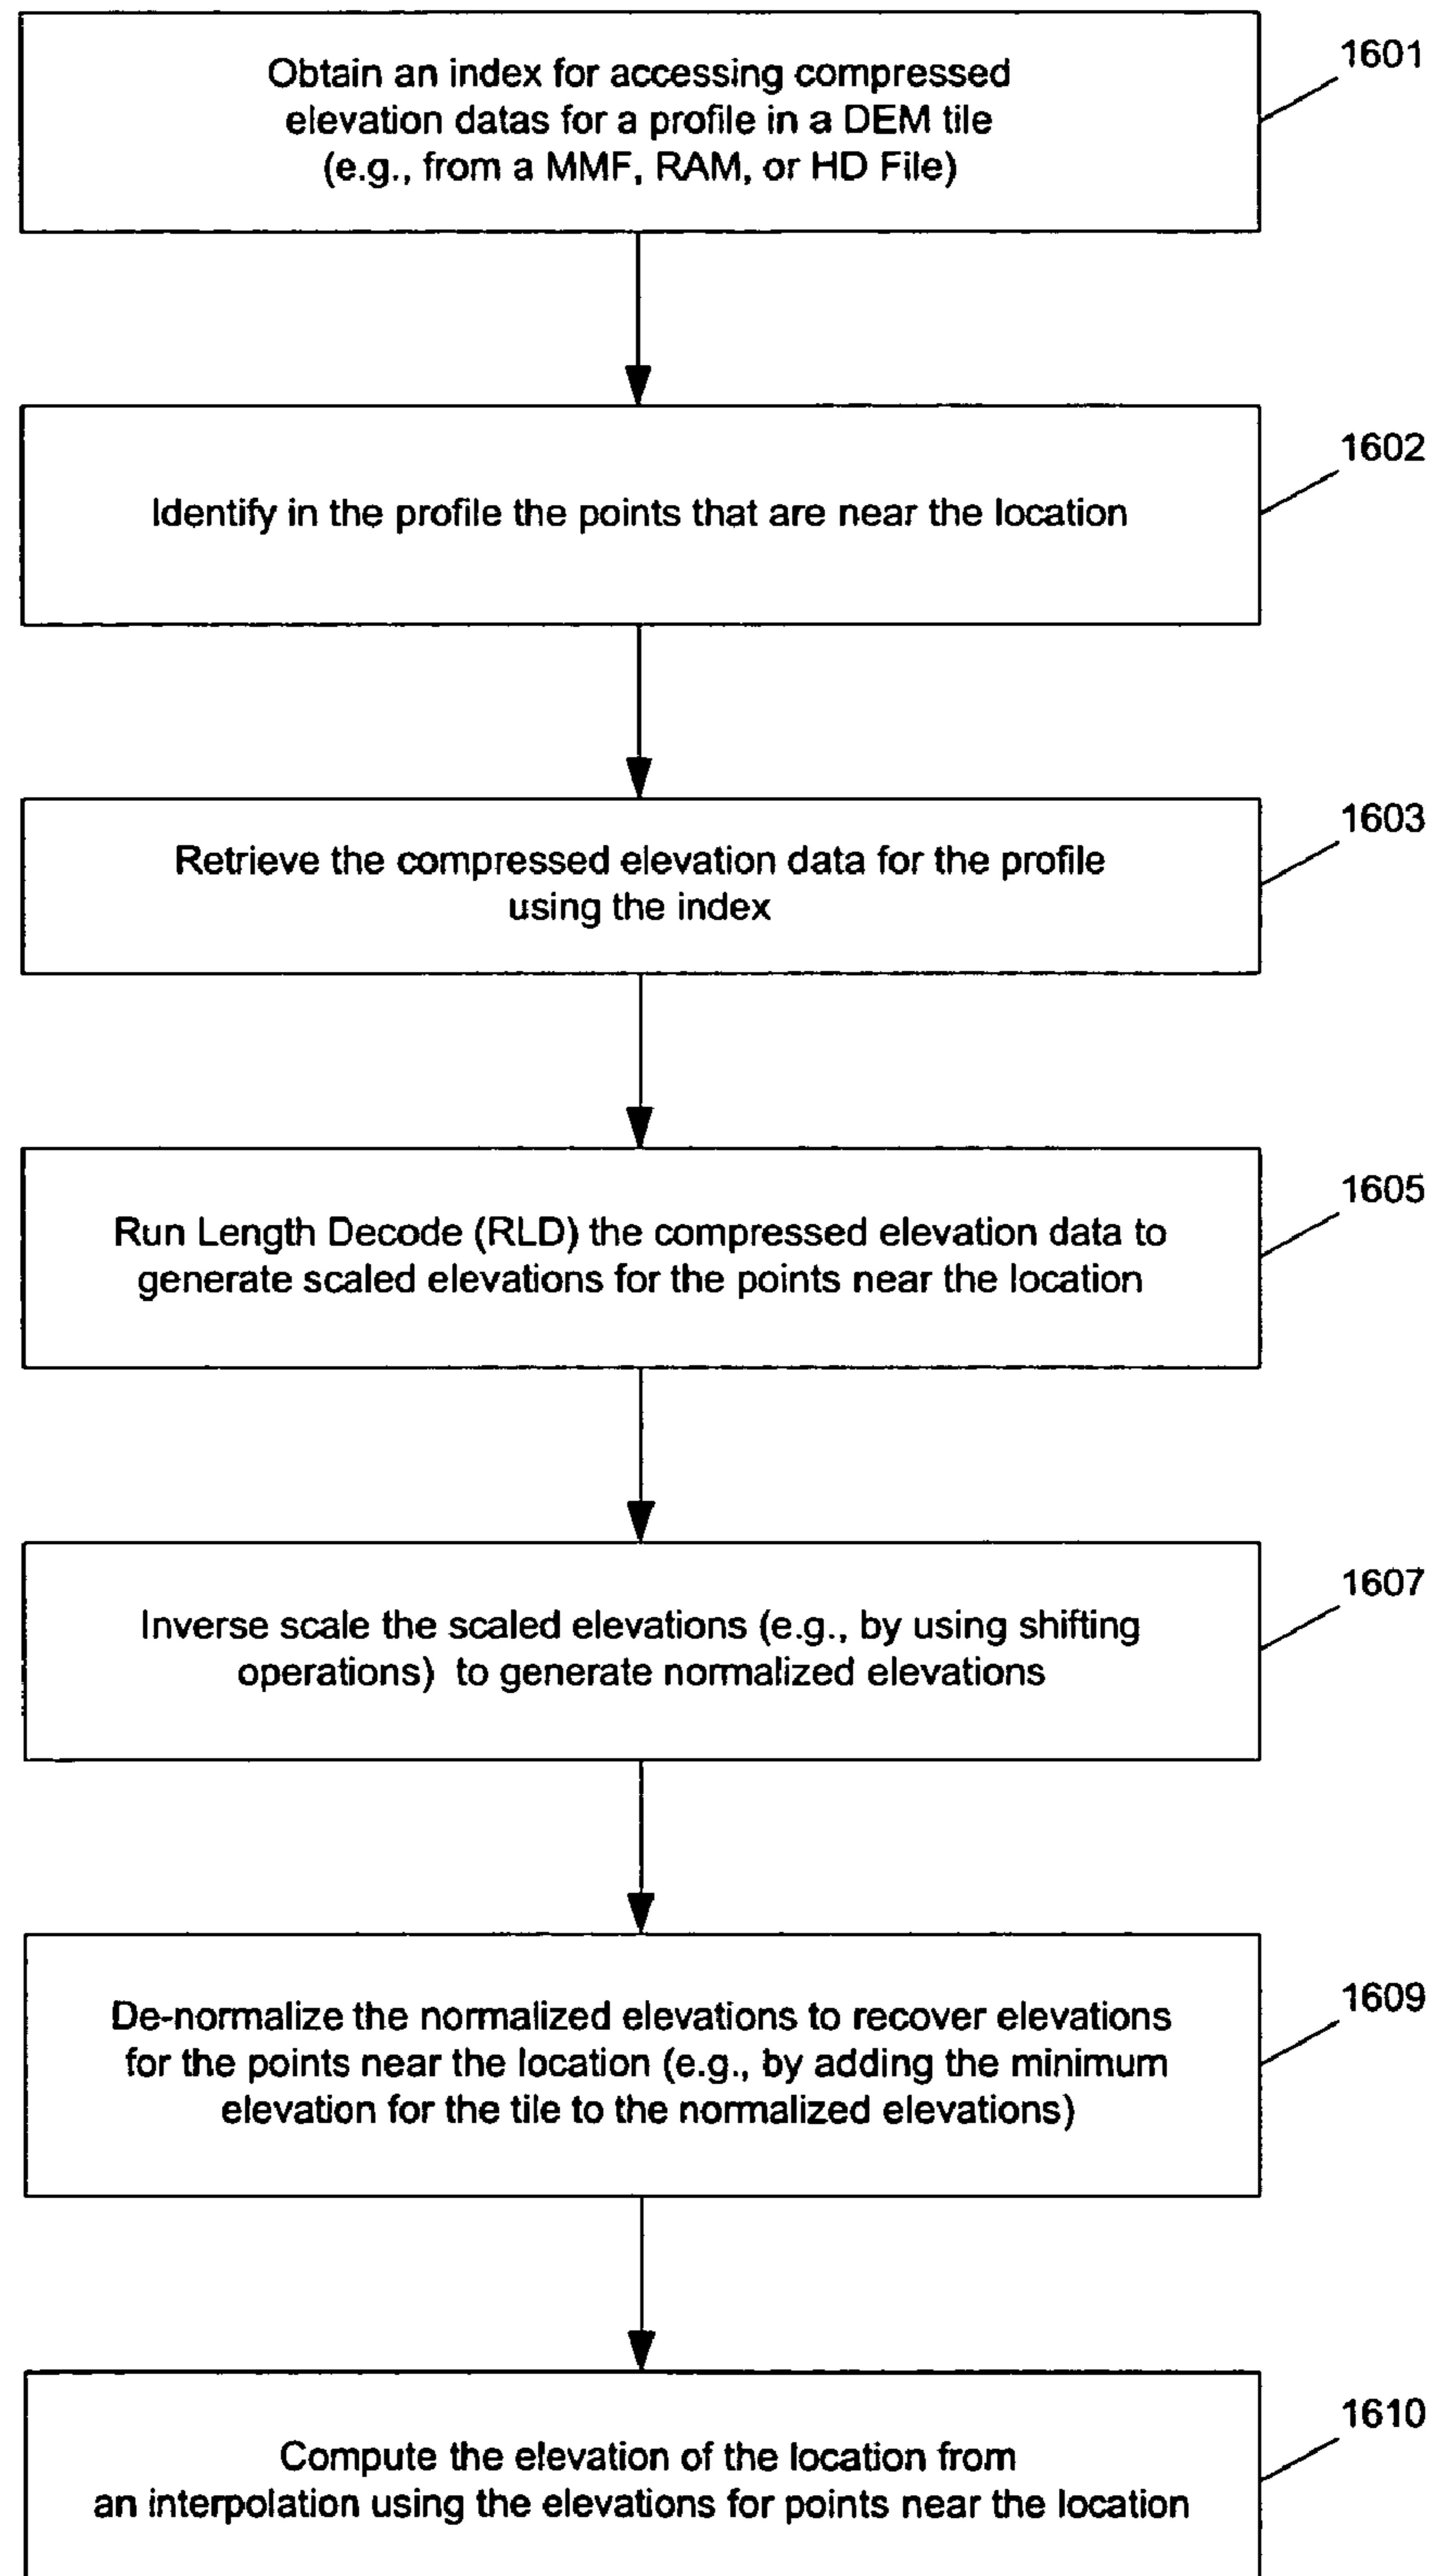 Obtain an index for accessing compressed
elevation datas for a profile in a DEM tile
(e.g., from a MMF, RAM, or HD File)
1601
Identify in the profile the points that are near the location
1602
Retrieve the compressed elevation data for the profile
using the index
1603
Run Length Decode (RLD) the compressed elevation data to
generate scaled elevations for the points near the location
1605
Inverse scale the scaled elevations (e.g., by using shifting
operations) to generate normalized elevations
1607
De-normalize the normalized elevations to recover elevations
for the points near the location (e.g., by adding the minimum
elevation for the tile to the normalized elevations)
1609
Compute the elevation of the location from
an interpolation using the elevations for points near the location
1610